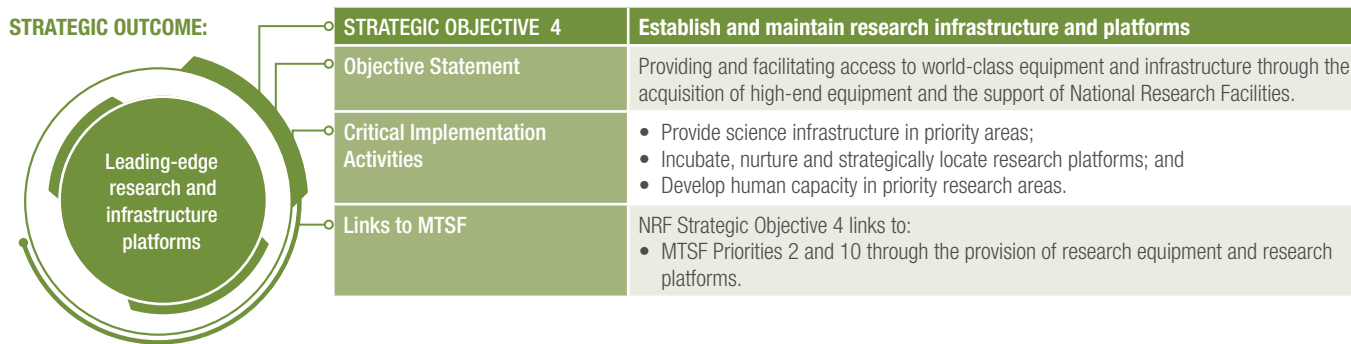 STRATEGIC OUTCOME:
Leading-edge
research and
infrastructure
platforms
STRATEGIC OBJECTIVE 4
Establish and maintain research infrastructure and platforms
Objective Statement
Providing and facilitating access to world-class equipment and infrastructure through the
acquisition of high-end equipment and the support of National Research Facilities.
Critical Implementation
Activities
• Provide science infrastructure in priority areas;
• Incubate, nurture and strategically locate research platforms; and
• Develop human capacity in priority research areas.
Links to MTSF
NRF Strategic Objective 4 links to:
• MTSF Priorities 2 and 10 through the provision of research equipment and research
platforms.